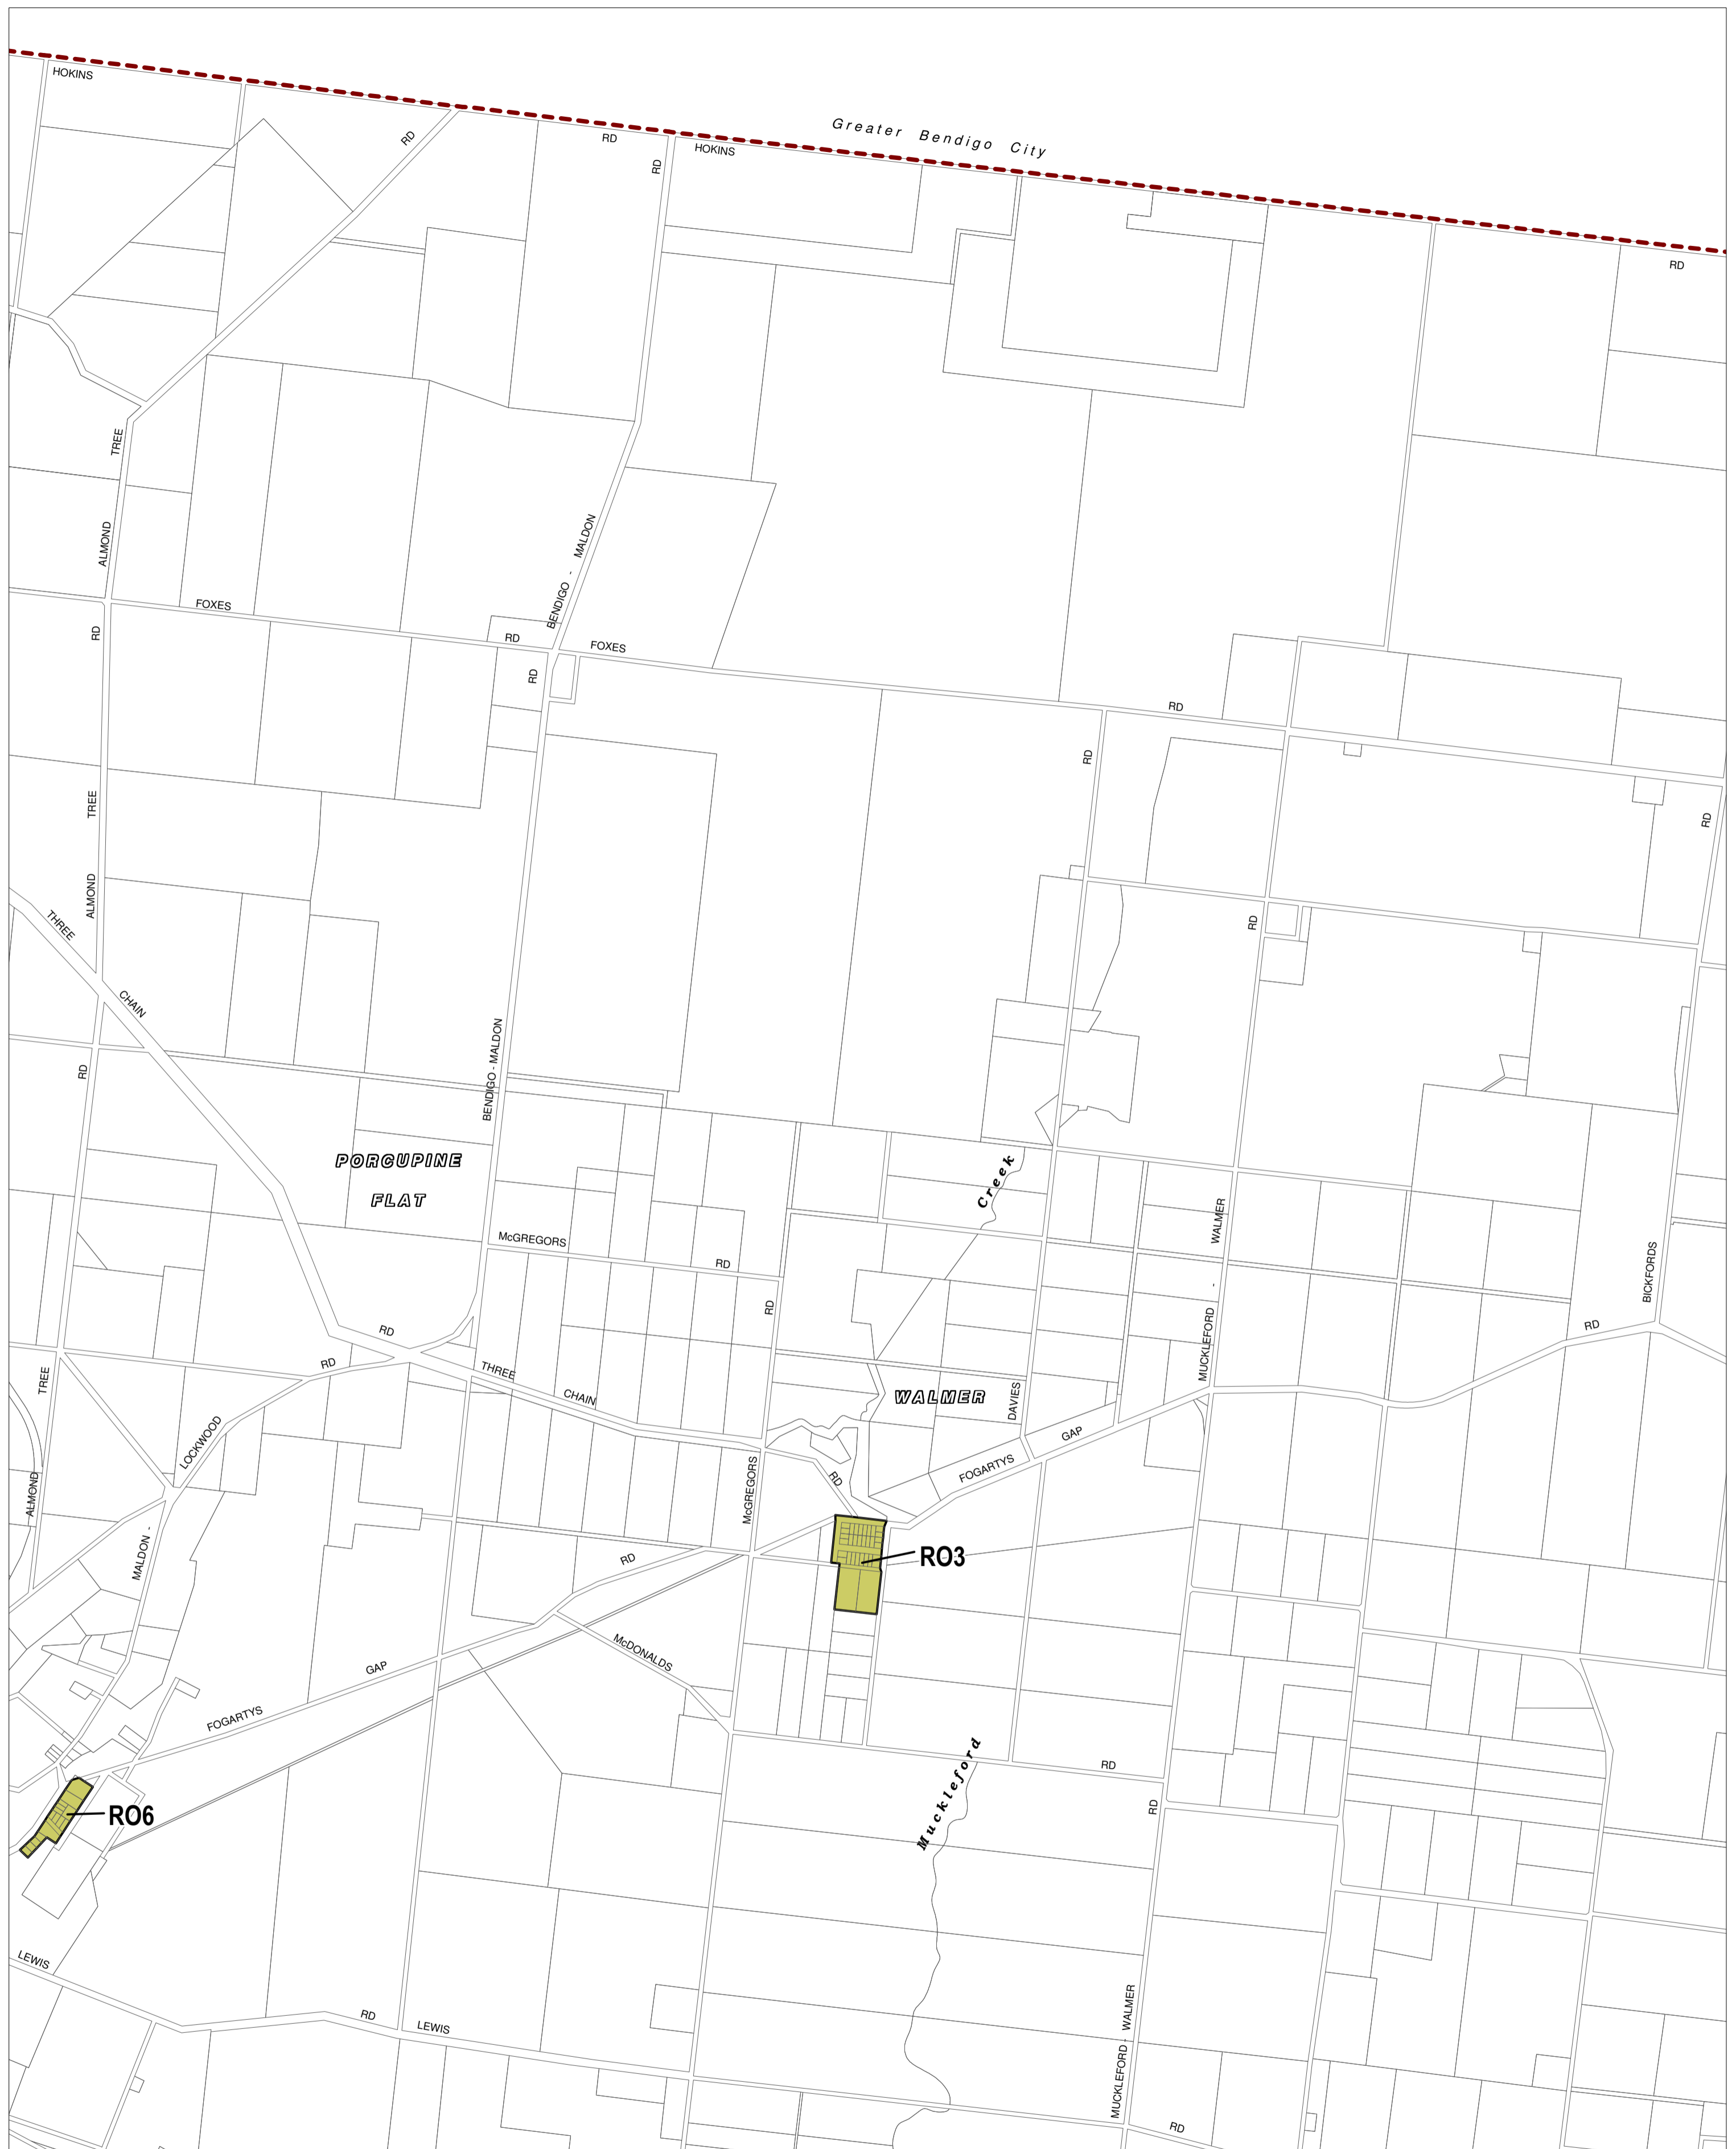 HOKINS
RD
RD
RD
HOKINS
Greater Bendigo City
RD
TREE
ALMOND
BENDIGO - MALDON
FOXES
RD
RD
FOXES
RD
RD
RD
TREE
RD
RD
ALMOND
THREE
RD
CHAIN
BENDIGO - MALDON
RD
PORCUPINE
FLAT
Creek
WALMER
McGREGORS
RD
BICKFORDS
RD
RD
RD
MUCKLEFORD -
RD
TREE
THREE
CHAIN
WALMER
DAVIES
LOCKWOOD
GAP
FOGARTYS
RD
ALMOND
McGREGORS
MALDON -
RD
RO3
McDONALDS
GAP
FOGARTYS
Muckleford
RD
RD
RO6
LEWIS
RD
LEWIS
MUCKLEFORD - WALMER
RD